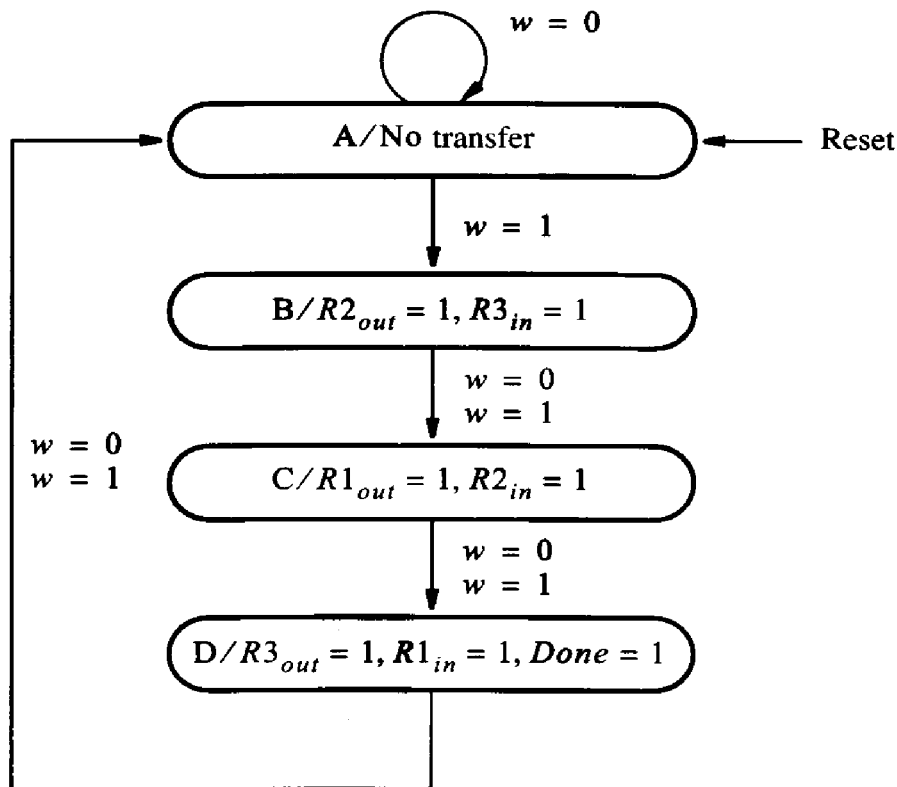 w = 0
A/No transfer
Reset
w = 1
B/R2out = 1, R3in = 1
w = 0
w = 1
w = 0
w = 1
C/R1out = 1, R2in = 1
w = 0
w = 1
D/R3out = 1, R1in = 1, Done = 1